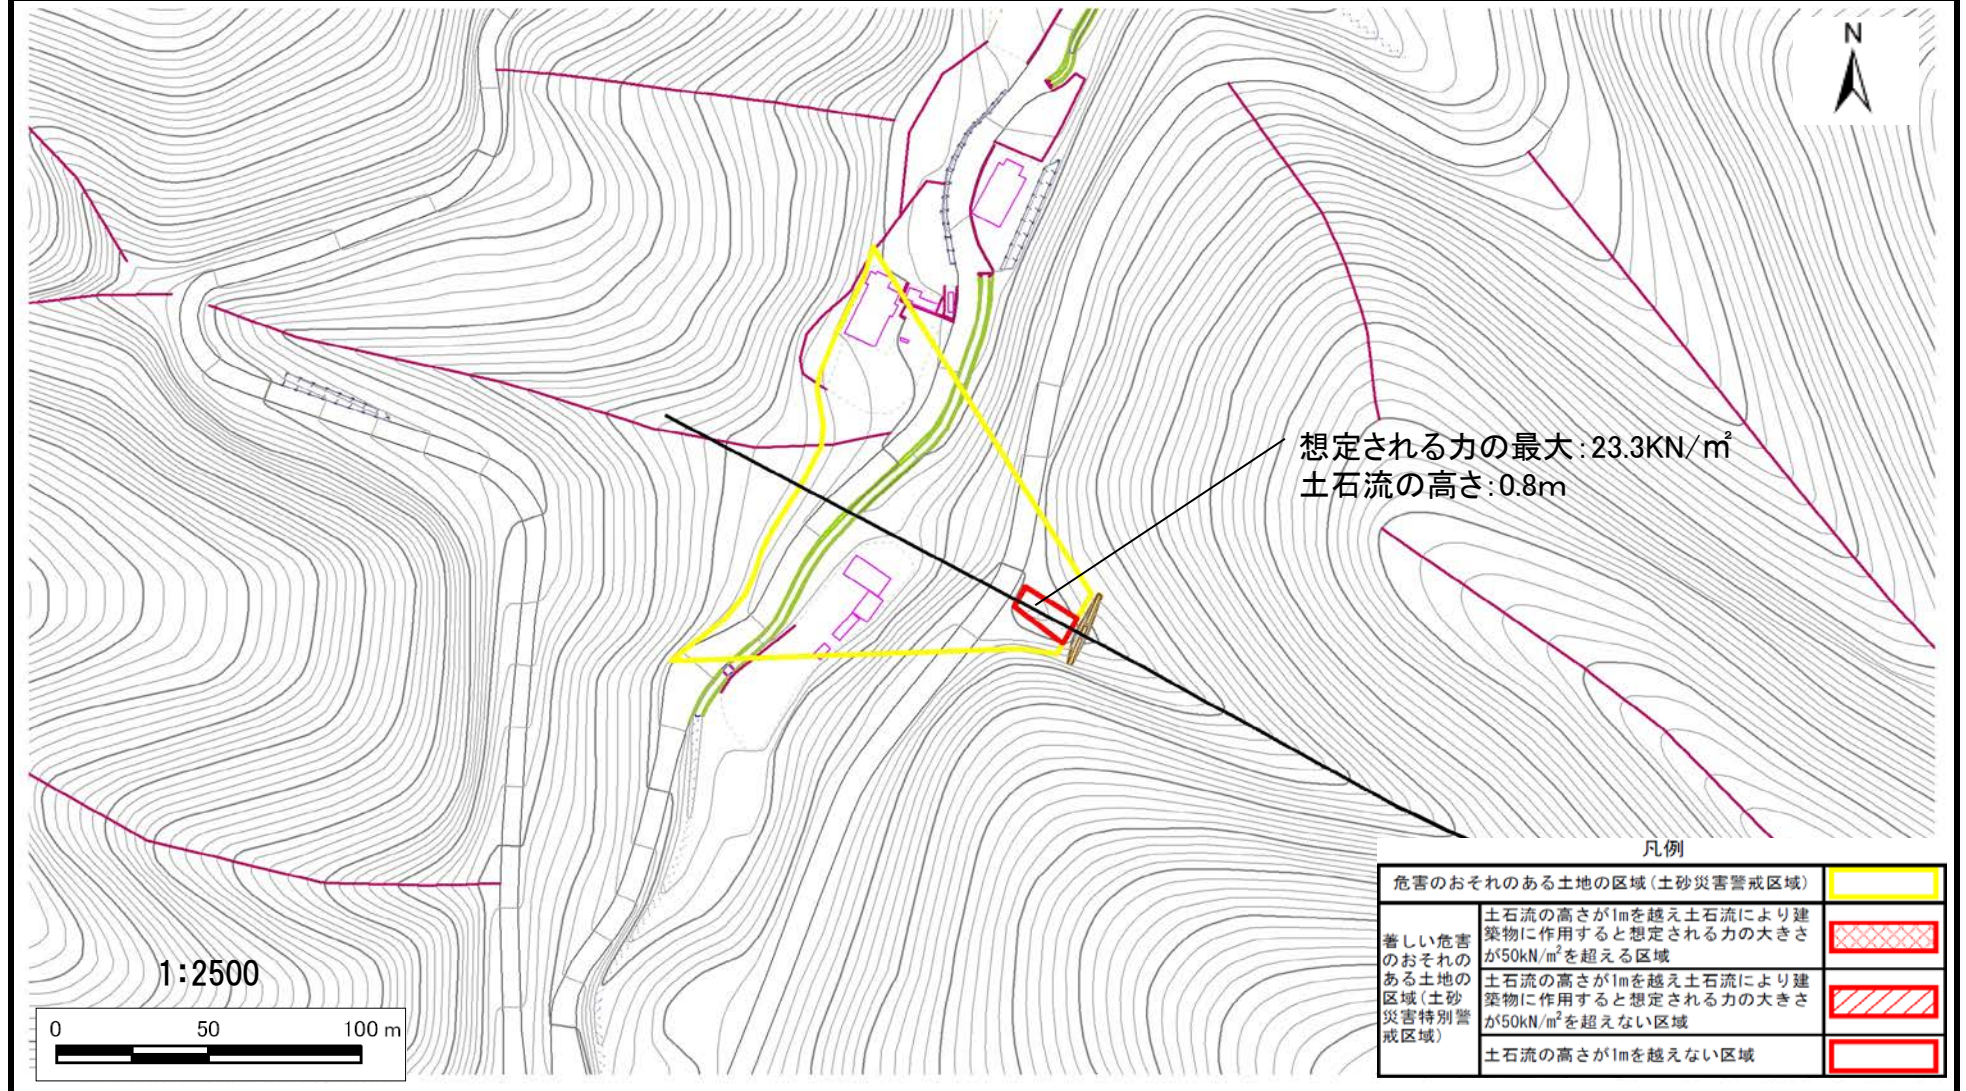 N
想定される力の最大:23.3KN/㎡
土石流の高さ:0.8m
1:2500
0 50 100 m
凡例
危害のおそれのある土地の区域(土砂災害警戒区域)
著しい危害
のおそれの
ある土地の
区域(土砂
災害特別警
戒区域)
土石流の高さが1mを越え土石流により建
築物に作用すると想定される力の大きさ
が50kN/m²を超える区域
土石流の高さが1mを越え土石流により建
築物に作用すると想定される力の大きさ
が50kN/m²を超えない区域
土石流の高さが1mを越えない区域